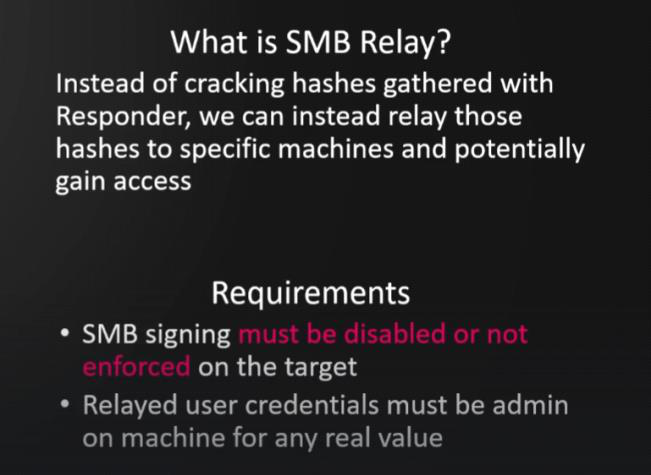 What is SMB Relay?
Instead of cracking hashes gathered with
Responder, we can instead relay those
hashes to specific machines and potentially
gain access
Requirements
• SMB signing must be disabled or not
enforced on the target
• Relayed user credentials must be admin
on machine for any real value